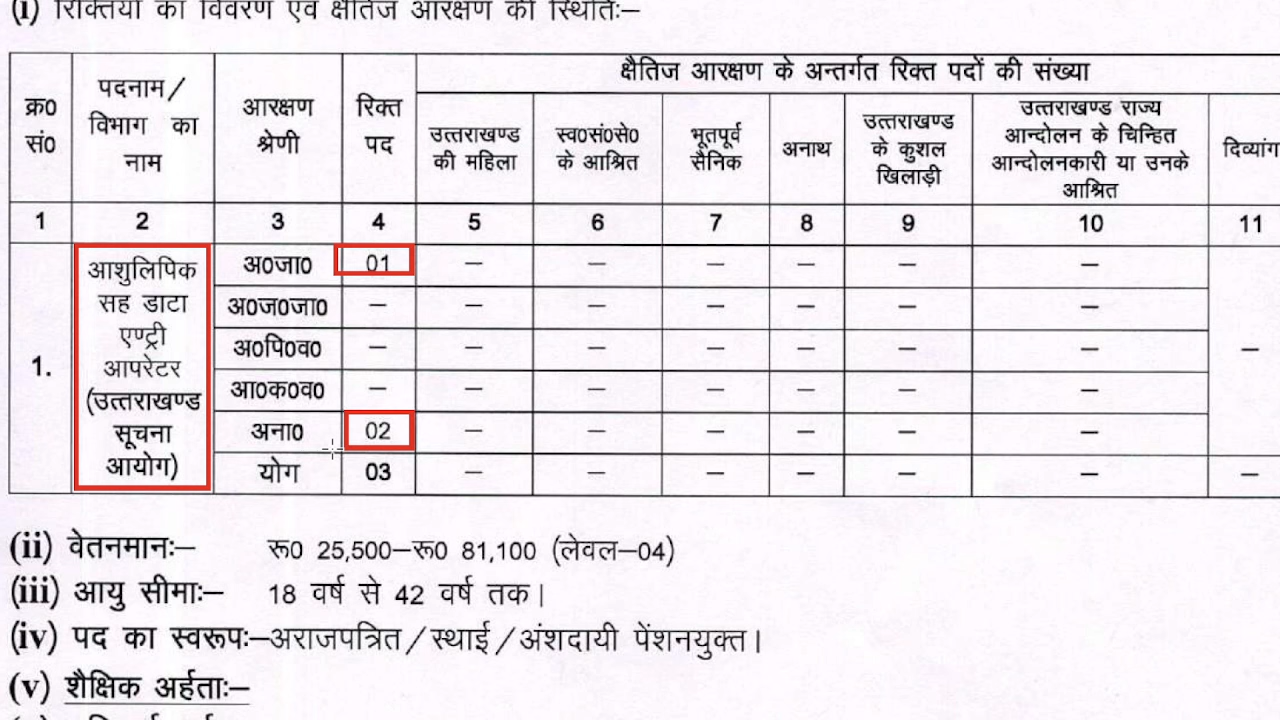 (i) रिक्तियों का विवरण एवं क्षैतिज आरक्षण की स्थितिः–
क्र0 सं0 | पदनाम/ विभाग का नाम | आरक्षण श्रेणी | रिक्त पद | क्षैतिज आरक्षण के अन्तर्गत रिक्त पदों की संख्या
उत्तराखण्ड की महिला | स्व0सं0से0 के आश्रित | भूतपूर्व सैनिक | अनाथ | उत्तराखण्ड के कुशल खिलाड़ी | उत्तराखण्ड राज्य आन्दोलन के चिन्हित आन्दोलनकारी या उनके आश्रित | दिव्यांग
1 | 2 | 3 | 4 | 5 | 6 | 7 | 8 | 9 | 10 | 11
1. | आशुलिपिक सह डाटा एण्ट्री आपरेटर (उत्तराखण्ड सूचना आयोग) | अ0जा0 | 01 | – | – | – | – | – | – | –
अ0ज0जा0 | – | – | – | – | – | – | –
अ0पि0व0 | – | – | – | – | – | – | –
आ0क0व0 | – | – | – | – | – | – | –
अना0 | 02 | – | – | – | – | – | –
योग | 03 | – | – | – | – | – | – | –
(ii) वेतनमानः– रू0 25,500–रू0 81,100 (लेवल–04)
(iii) आयु सीमाः– 18 वर्ष से 42 वर्ष तक।
(iv) पद का स्वरूपः–अराजपत्रित/स्थाई/अंशदायी पेंशनयुक्त।
(v) शैक्षिक अर्हताः–